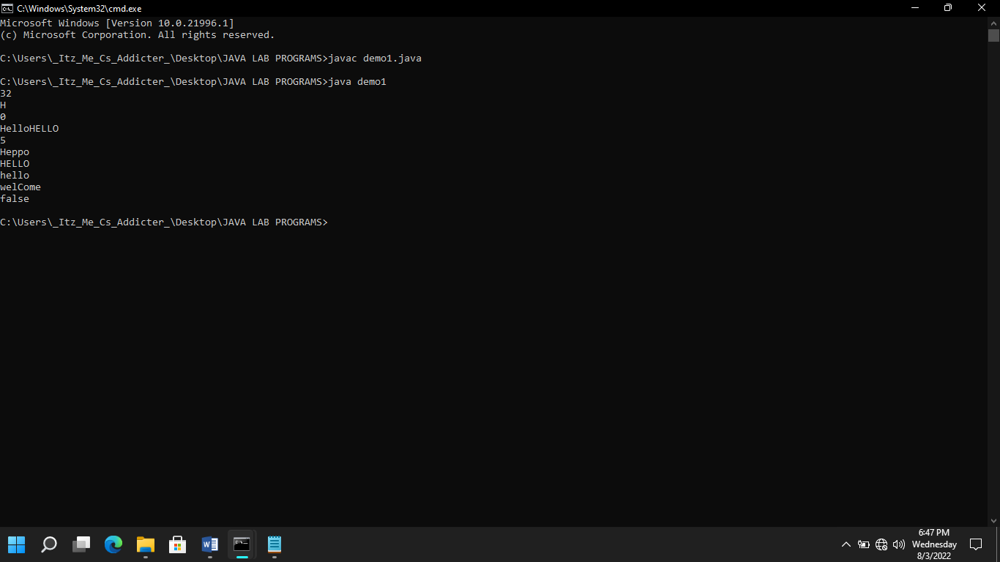 C:\Windows\System32\cmd.exe
Microsoft Windows [Version 10.0.21996.1]
(c) Microsoft Corporation. All rights reserved.
C:\Users\_Itz_Me_Cs_Addicter_\Desktop\JAVA LAB PROGRAMS>javac demo1.java
C:\Users\_Itz_Me_Cs_Addicter_\Desktop\JAVA LAB PROGRAMS>java demo1
32
H
0
HelloHELLO
5
Heppo
HELLO
hello
welCome
false
C:\Users\_Itz_Me_Cs_Addicter_\Desktop\JAVA LAB PROGRAMS>
6:47 PM
Wednesday
8/3/2022